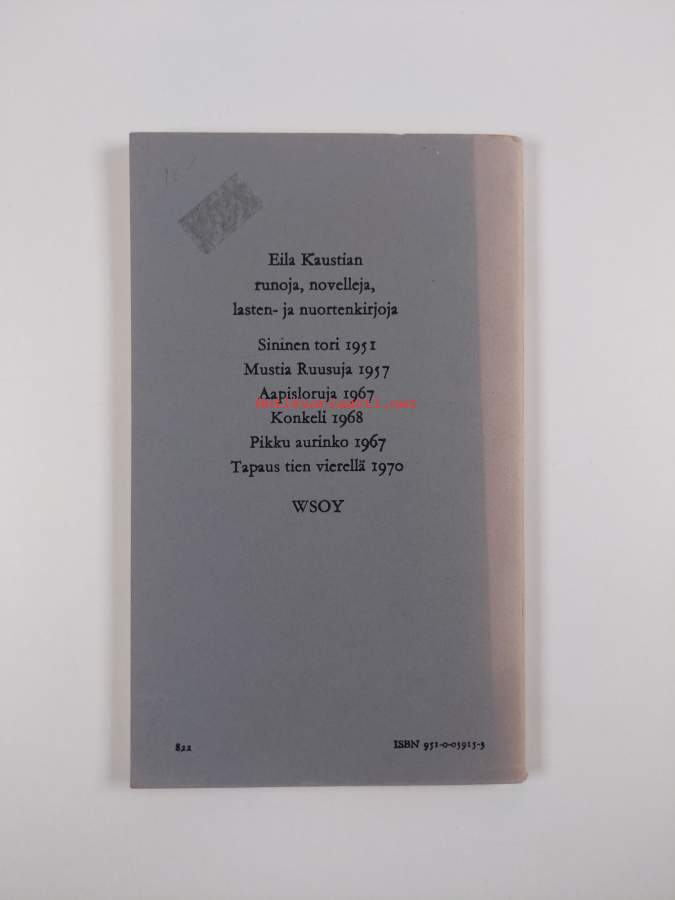 Eila Kaustian
runoja, novelleja,
lasten- ja nuortenkirjoja
Sininen tori 1951
Mustia Ruusuja 1957
Aapisloruja 1967
Konkeli 1968
Pikku aurinko 1967
Tapaus tien vierellä 1970
WSOY
822
ISBN 951-0-05915-3